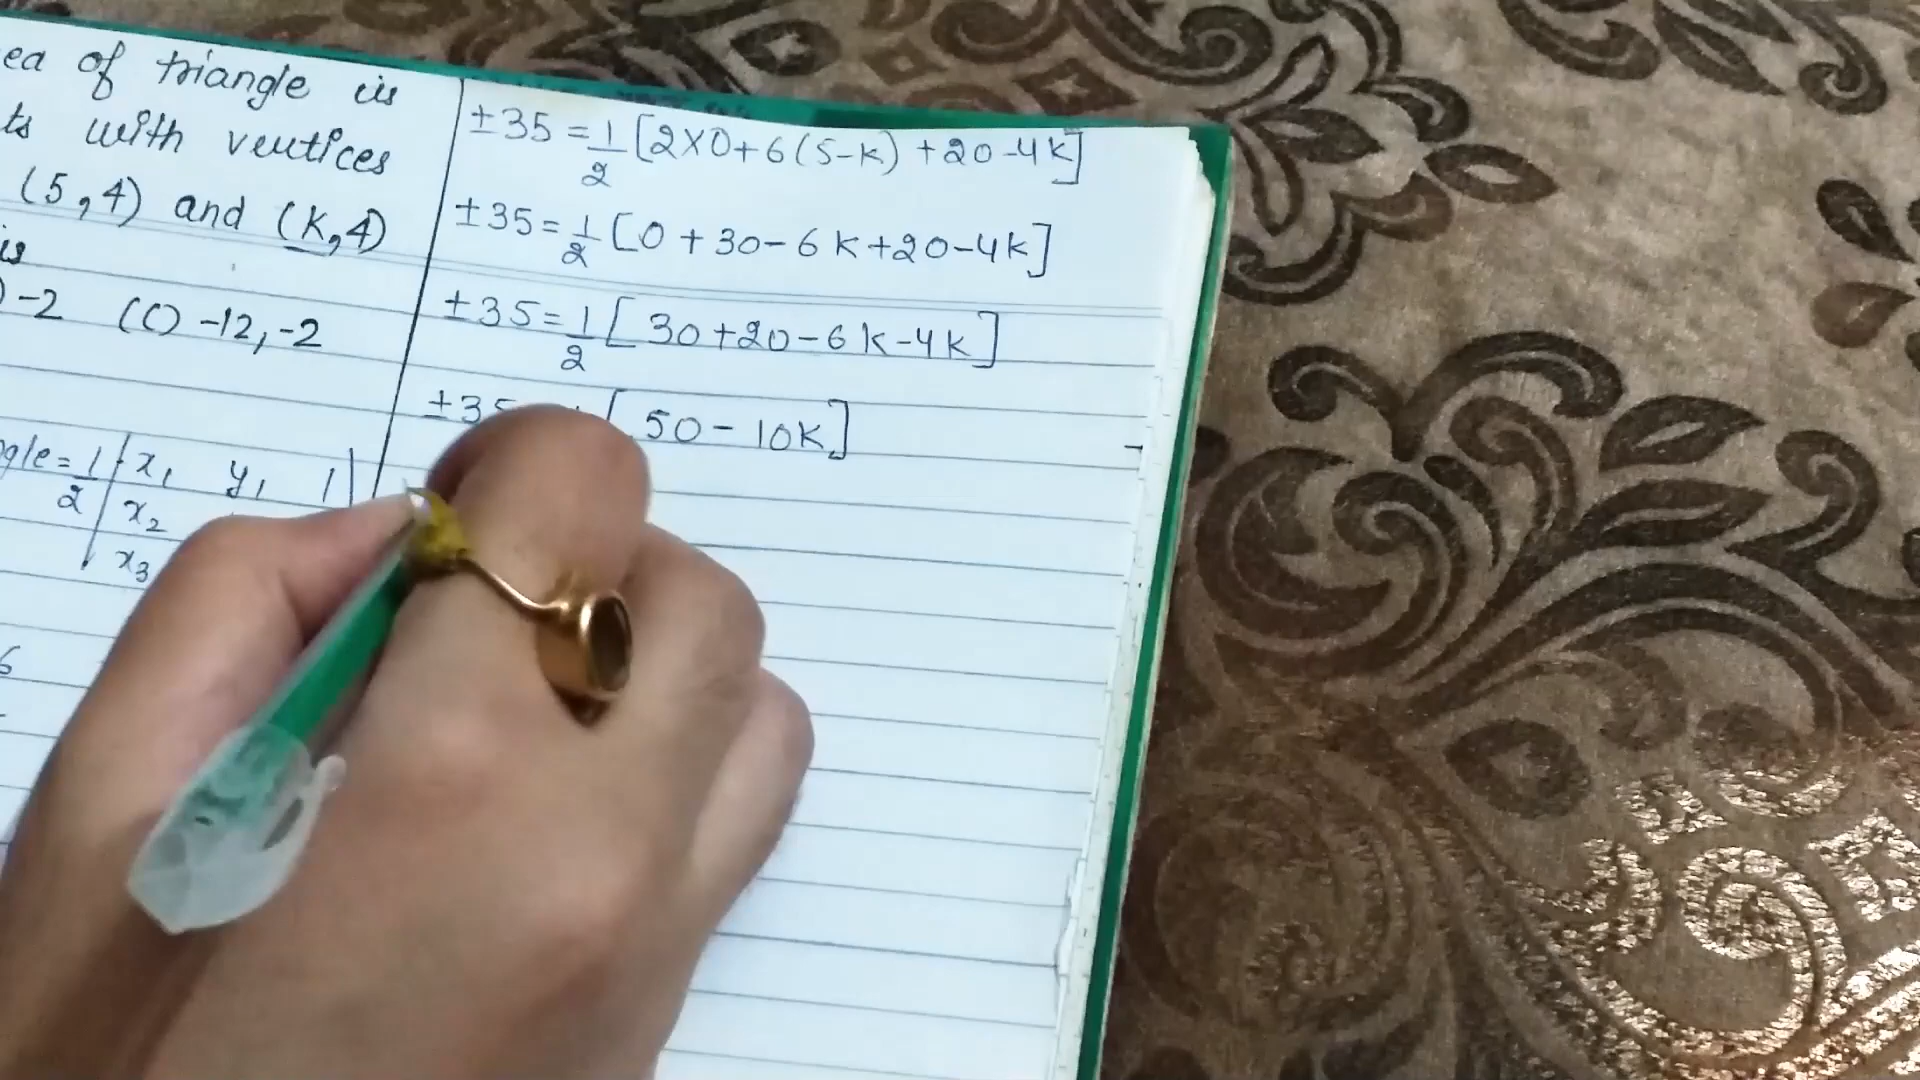 ea of triangle is
ts with vertices
(5,4) and (K,4)
is
) -2 (C) -12, -2
ngle = 1/2 | x₁ y₁ 1 |
x₂
x₃
6
±35 = 1/2 [2×0+6(5-K) +20-4K]
±35 = 1/2 [0+30-6K+20-4K]
±35 = 1/2 [30+20-6K-4K]
±35 [50-10K]